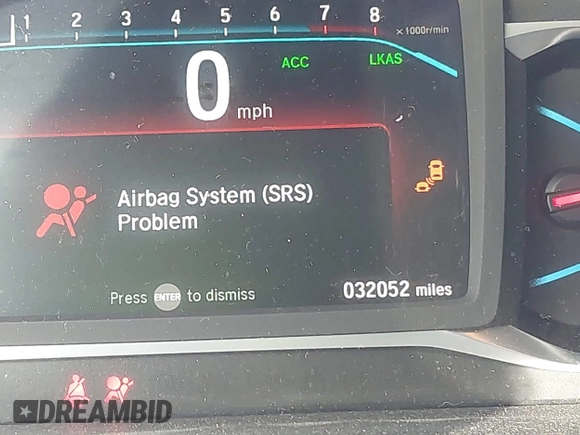 1 2 3 4 5 6 7 8 ×1000r/min
ACC LKAS
0 mph
Airbag System (SRS)
Problem
Press ENTER to dismiss
032052 miles
DREAMBID